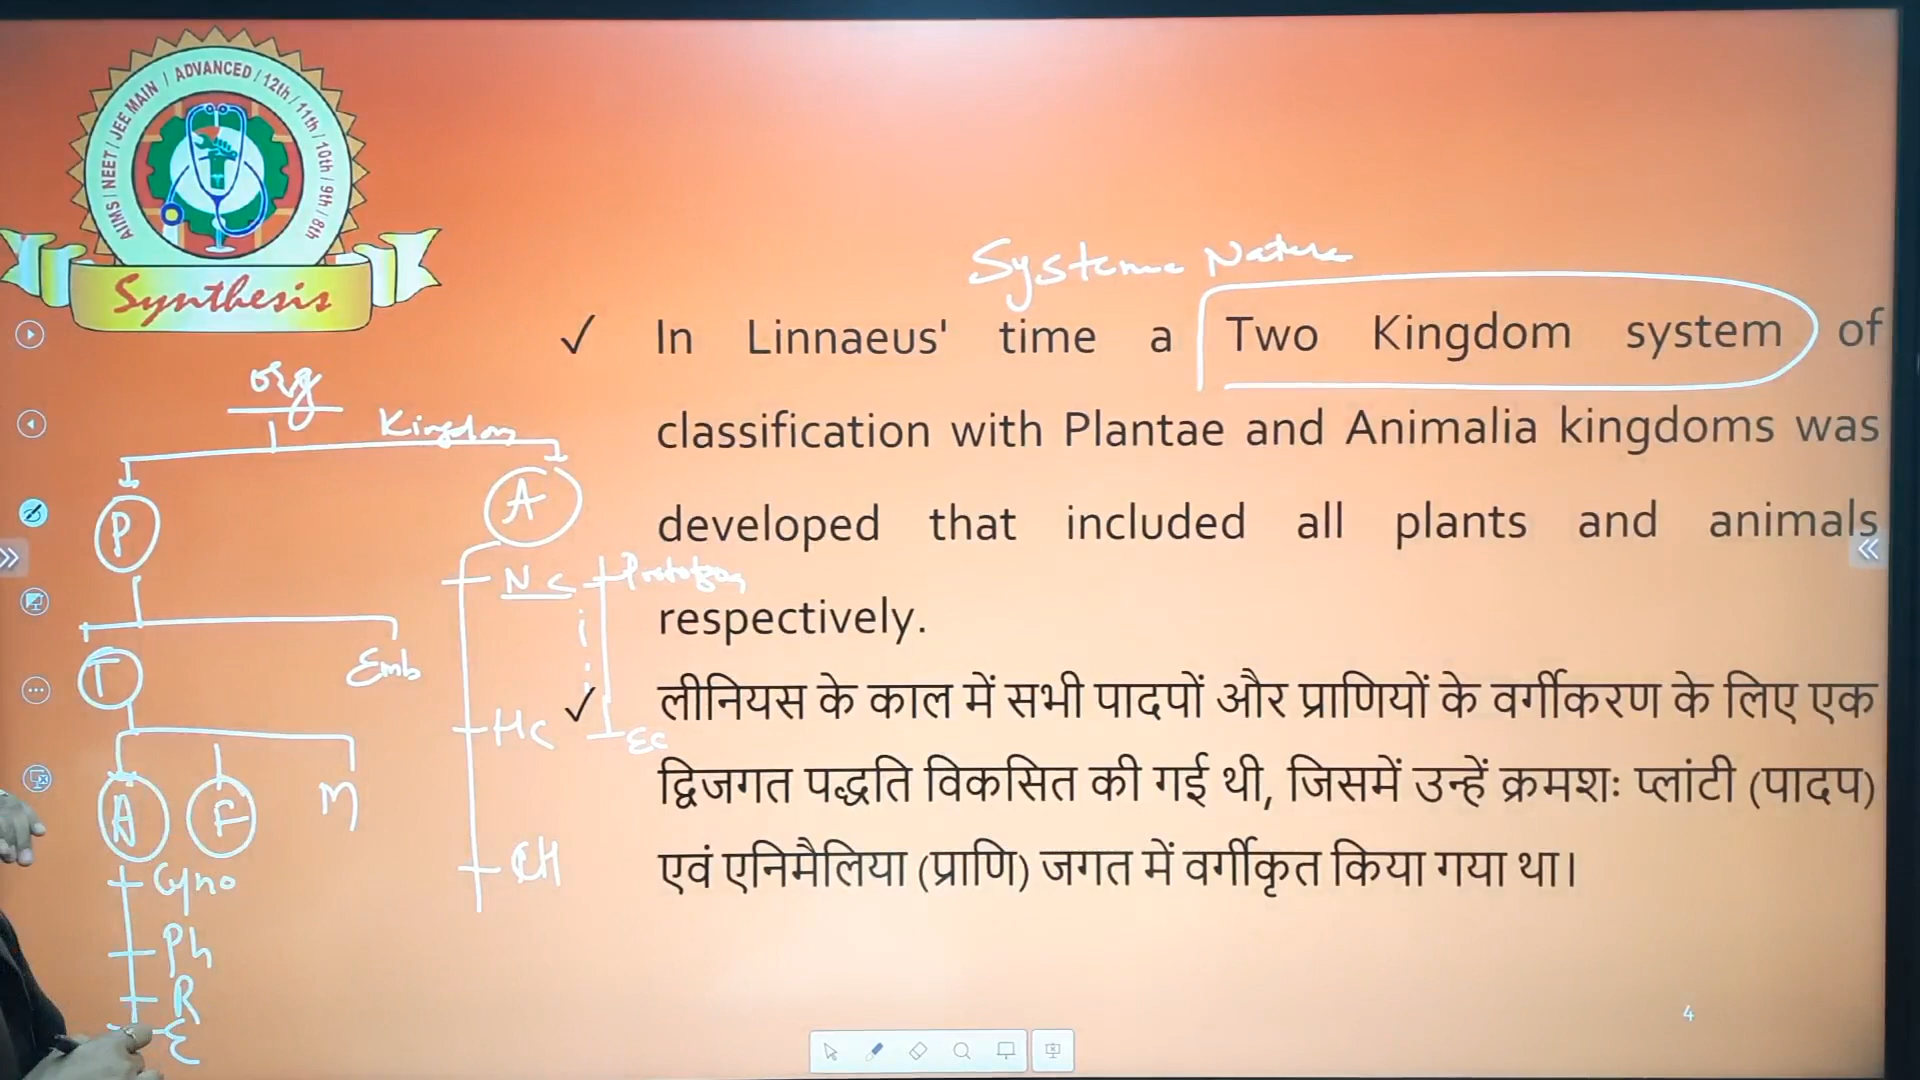 AIIMS / NEET / JEE MAIN / ADVANCED / 12th / 11th / 10th / 9th / 8th
Synthesis
Systema Nature
✓ In Linnaeus' time a Two Kingdom system of
classification with Plantae and Animalia kingdoms was
developed that included all plants and animals
respectively.
✓ लीनियस के काल में सभी पादपों और प्राणियों के वर्गीकरण के लिए एक
द्विजगत पद्धति विकसित की गई थी, जिसमें उन्हें क्रमशः प्लांटी (पादप)
एवं एनिमैलिया (प्राणि) जगत में वर्गीकृत किया गया था।
org
Kingdom
P
A
NC
HC
EC
T
Emb
A F M
Cyno
Ph
R
E
4